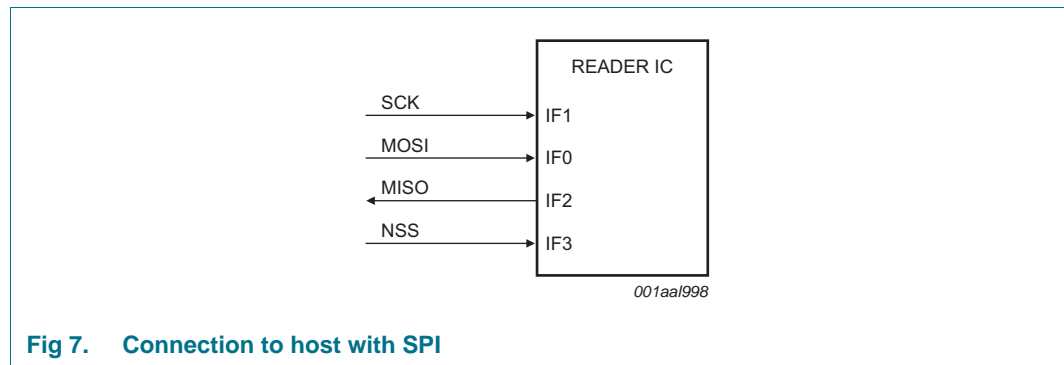 READER IC
SCK
IF1
MOSI
IF0
MISO
IF2
NSS
IF3
001aal998
Fig 7. Connection to host with SPI